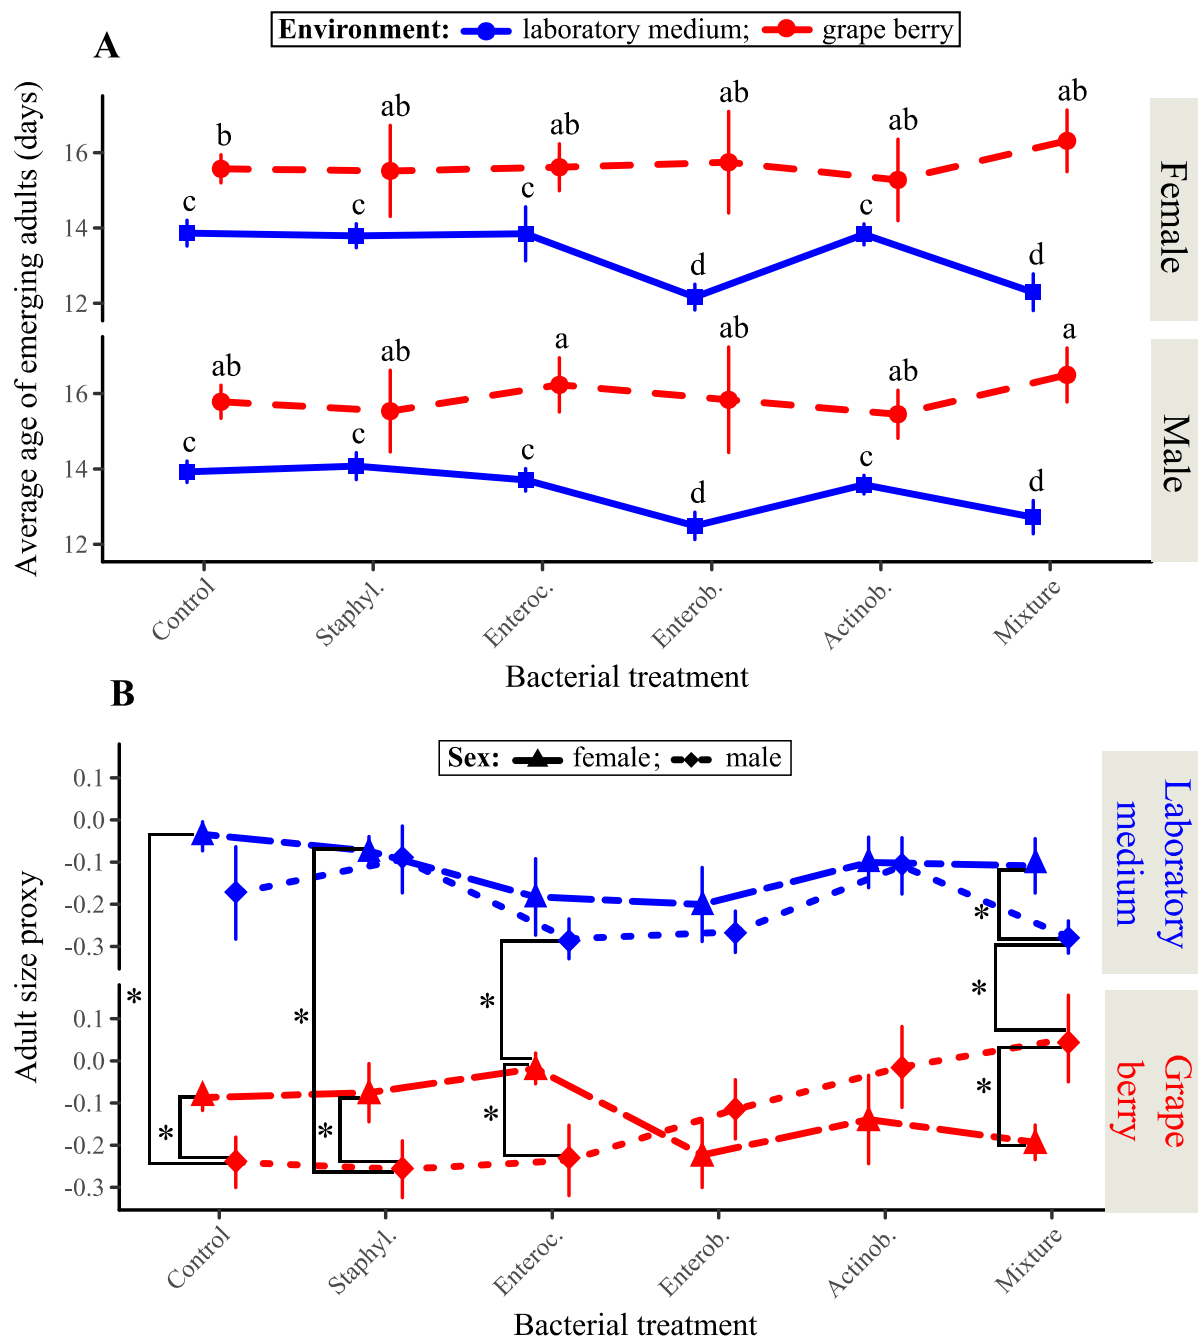 Environment: laboratory medium; grape berry
A
Average age of emerging adults (days)
16
14
12
b
ab
ab
ab
ab
ab
c
c
c
d
c
d
Female
16
14
12
ab
ab
a
ab
ab
a
c
c
c
d
c
d
Male
Control
Staphyl.
Enteroc.
Enterob.
Actinob.
Mixture
Bacterial treatment
B
Sex: female; male
Adult size proxy
0.1
0.0
-0.1
-0.2
-0.3
*
Laboratory
medium
0.1
0.0
-0.1
-0.2
-0.3
*
*
*
*
*
*
*
*
Grape
berry
Control
Staphyl.
Enteroc.
Enterob.
Actinob.
Mixture
Bacterial treatment